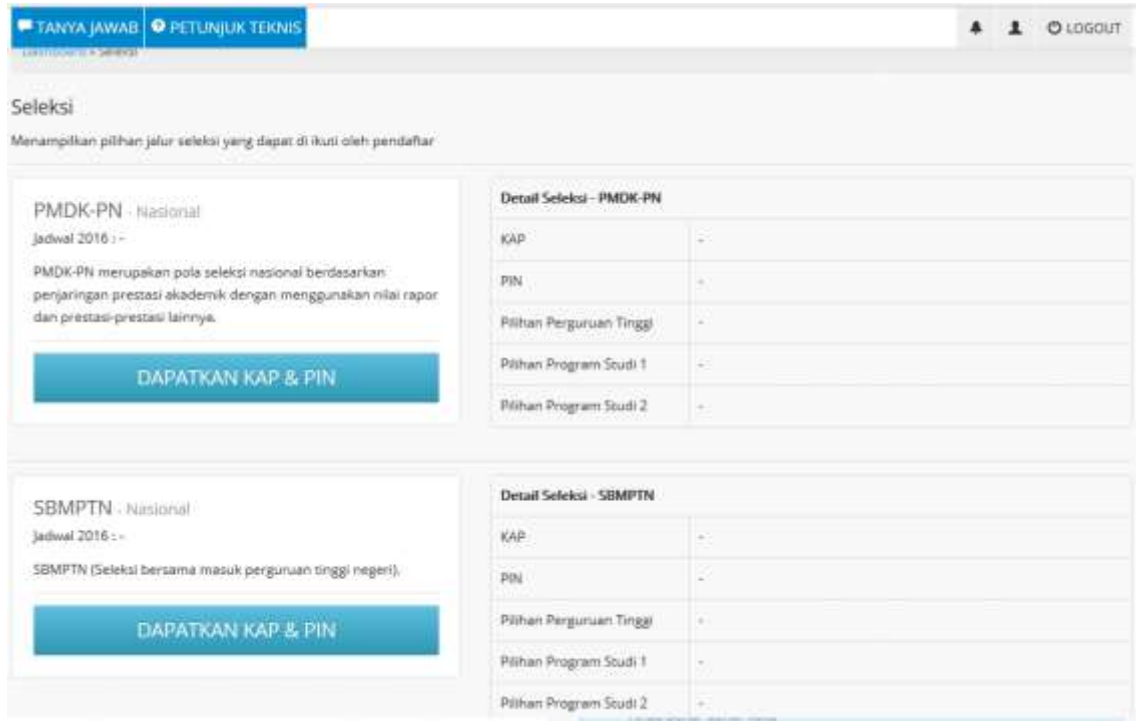 TANYA JAWAB PETUNJUK TEKNIS LOGOUT
Dashboard » Seleksi
Seleksi
Menampilkan pilihan jalur seleksi yang dapat di ikuti oleh pendaftar
PMDK-PN - Nasional
Jadwal 2016 : -
PMDK-PN merupakan pola seleksi nasional berdasarkan
penjaringan prestasi akademik dengan menggunakan nilai rapor
dan prestasi-prestasi lainnya.
DAPATKAN KAP & PIN
Detail Seleksi - PMDK-PN
KAP -
PIN -
Pilihan Perguruan Tinggi -
Pilihan Program Studi 1 -
Pilihan Program Studi 2 -
SBMPTN - Nasional
Jadwal 2016 : -
SBMPTN (Seleksi bersama masuk perguruan tinggi negeri).
DAPATKAN KAP & PIN
Detail Seleksi - SBMPTN
KAP -
PIN -
Pilihan Perguruan Tinggi -
Pilihan Program Studi 1 -
Pilihan Program Studi 2 -